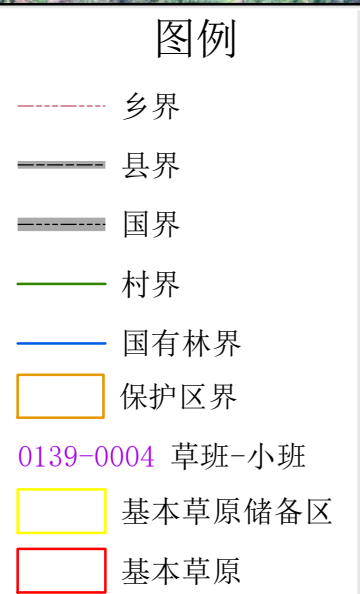 图例
乡界
县界
国界
村界
国有林界
保护区界
0139-0004 草班-小班
基本草原储备区
基本草原